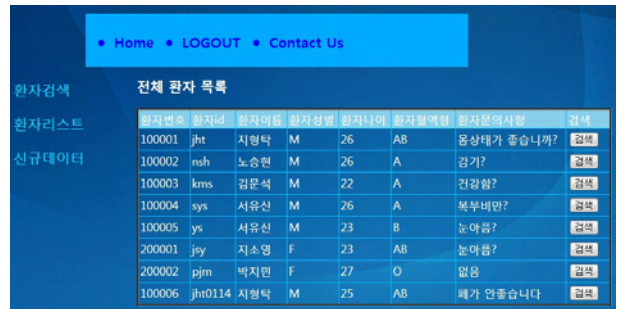 • Home • LOGOUT • Contact Us
환자검색
환자리스트
신규데이터
전체 환자 목록
환자번호 환자id 환자이름 환자성별 환자나이 환자혈액형 환자문의사항 검색
100001 jht 지형탁 M 26 AB 몸상태가 좋습니까? 검색
100002 nsh 노승현 M 26 A 감기? 검색
100003 kms 김문석 M 22 A 건강함? 검색
100004 sys 서유신 M 26 A 복부비만? 검색
100005 ys 서유신 M 23 B 눈아픔? 검색
200001 jsy 지소영 F 23 AB 눈아픔? 검색
200002 pjm 박지민 F 27 O 없음 검색
100006 jht0114 지형탁 M 25 AB 폐가 안좋습니다 검색